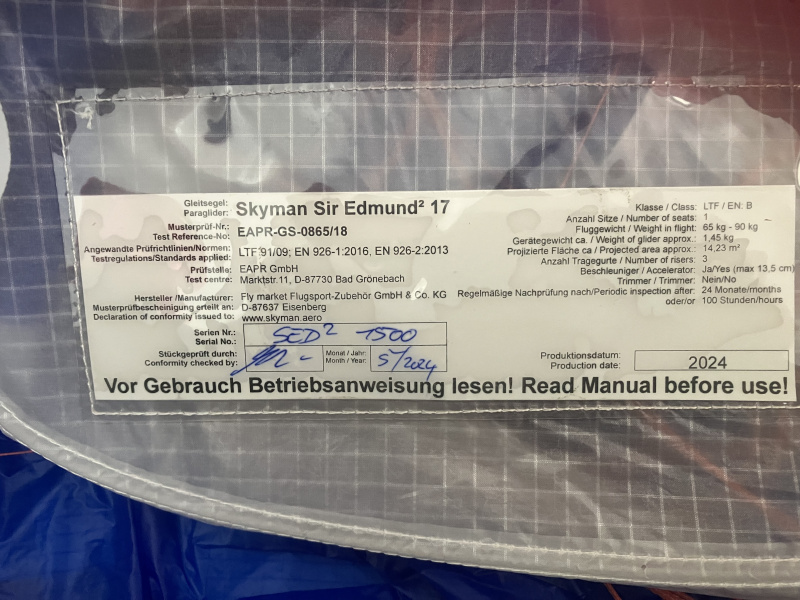 Gleitsegel:
Paraglider: Skyman Sir Edmund² 17
Musterprüf-Nr.:
Test Reference-No: EAPR-GS-0865/18
Angewandte Prüfrichtlinien/Normen:
Testregulations/Standards applied: LTF 91/09; EN 926-1:2016, EN 926-2:2013
Prüfstelle: EAPR GmbH
Test centre: Marktstr.11, D-87730 Bad Grönebach
Hersteller /Manufacturer: Fly market Flugsport-Zubehör GmbH & Co. KG
Musterprüfbescheinigung erteilt an: D-87637 Eisenberg
Declaration of conformity issued to: www.skyman.aero
Serien Nr.:
Serial No.: SED² 1500
Stückgeprüft durch:
Conformity checked by:
Monat / Jahr:
Month / Year: 5/2024
Klasse / Class: LTF / EN: B
Anzahl Sitze / Number of seats: 1
Fluggewicht / Weight in flight: 65 kg - 90 kg
Gerätegewicht ca. / Weight of glider approx.: 1,45 kg
Projizierte Fläche ca / Projected area approx.: 14,23 m²
Anzahl Tragegurte / Number of risers: 3
Beschleuniger / Accelerator: Ja/Yes (max 13,5 cm)
Trimmer / Trimmer: Nein/No
Regelmäßige Nachprüfung nach/Periodic inspection after: 24 Monate/months
oder/or 100 Stunden/hours
Produktionsdatum:
Production date: 2024
Vor Gebrauch Betriebsanweisung lesen! Read Manual before use!